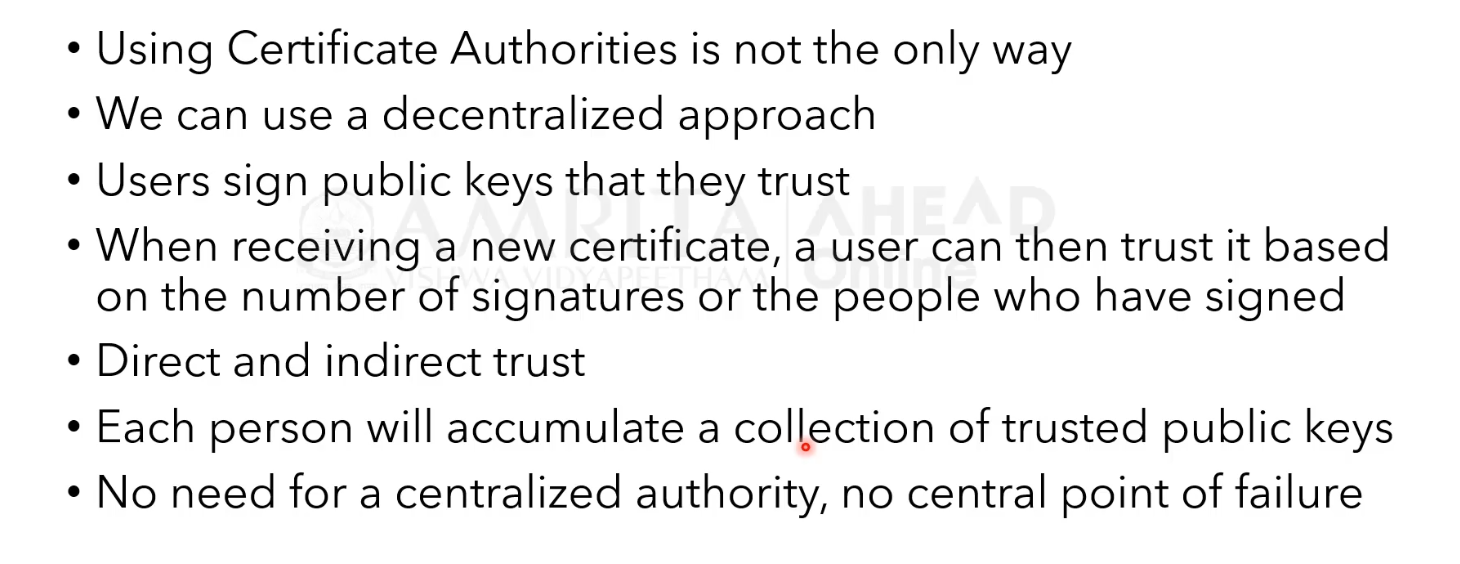 • Using Certificate Authorities is not the only way
• We can use a decentralized approach
• Users sign public keys that they trust
AMRITA AHEAD
• When receiving a new certificate, a user can then trust it based
VISHWA VIDYAPEETHAM Online
on the number of signatures or the people who have signed
• Direct and indirect trust
• Each person will accumulate a collection of trusted public keys
• No need for a centralized authority, no central point of failure